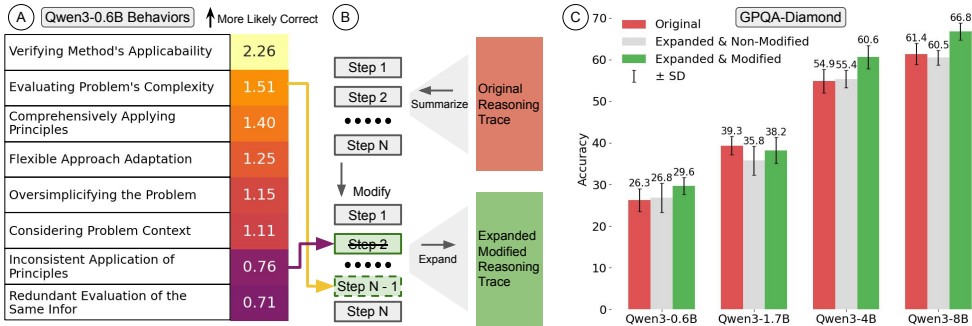 A
Qwen3-0.6B Behaviors
More Likely Correct
Verifying Method's Applicabaility
2.26
Evaluating Problem's Complexity
1.51
Comprehensively Applying
Principles
1.40
Flexible Approach Adaptation
1.25
Oversimplicifying the Problem
1.15
Considering Problem Context
1.11
Inconsistent Application of
Principles
0.76
Redundant Evaluation of the
Same Infor
0.71
B
Step 1
Step 2
Step N
Summarize
Original
Reasoning
Trace
Modify
Step 1
Step 2
Step N - 1
Step N
Expand
Expanded
Modified
Reasoning
Trace
C
GPQA-Diamond
Original
Expanded & Non-Modified
Expanded & Modified
± SD
Accuracy
70
60
50
40
30
20
10
0
26.3
26.8
29.6
39.3
35.8
38.2
54.9
55.4
60.6
61.4
60.5
66.8
Qwen3-0.6B
Qwen3-1.7B
Qwen3-4B
Qwen3-8B